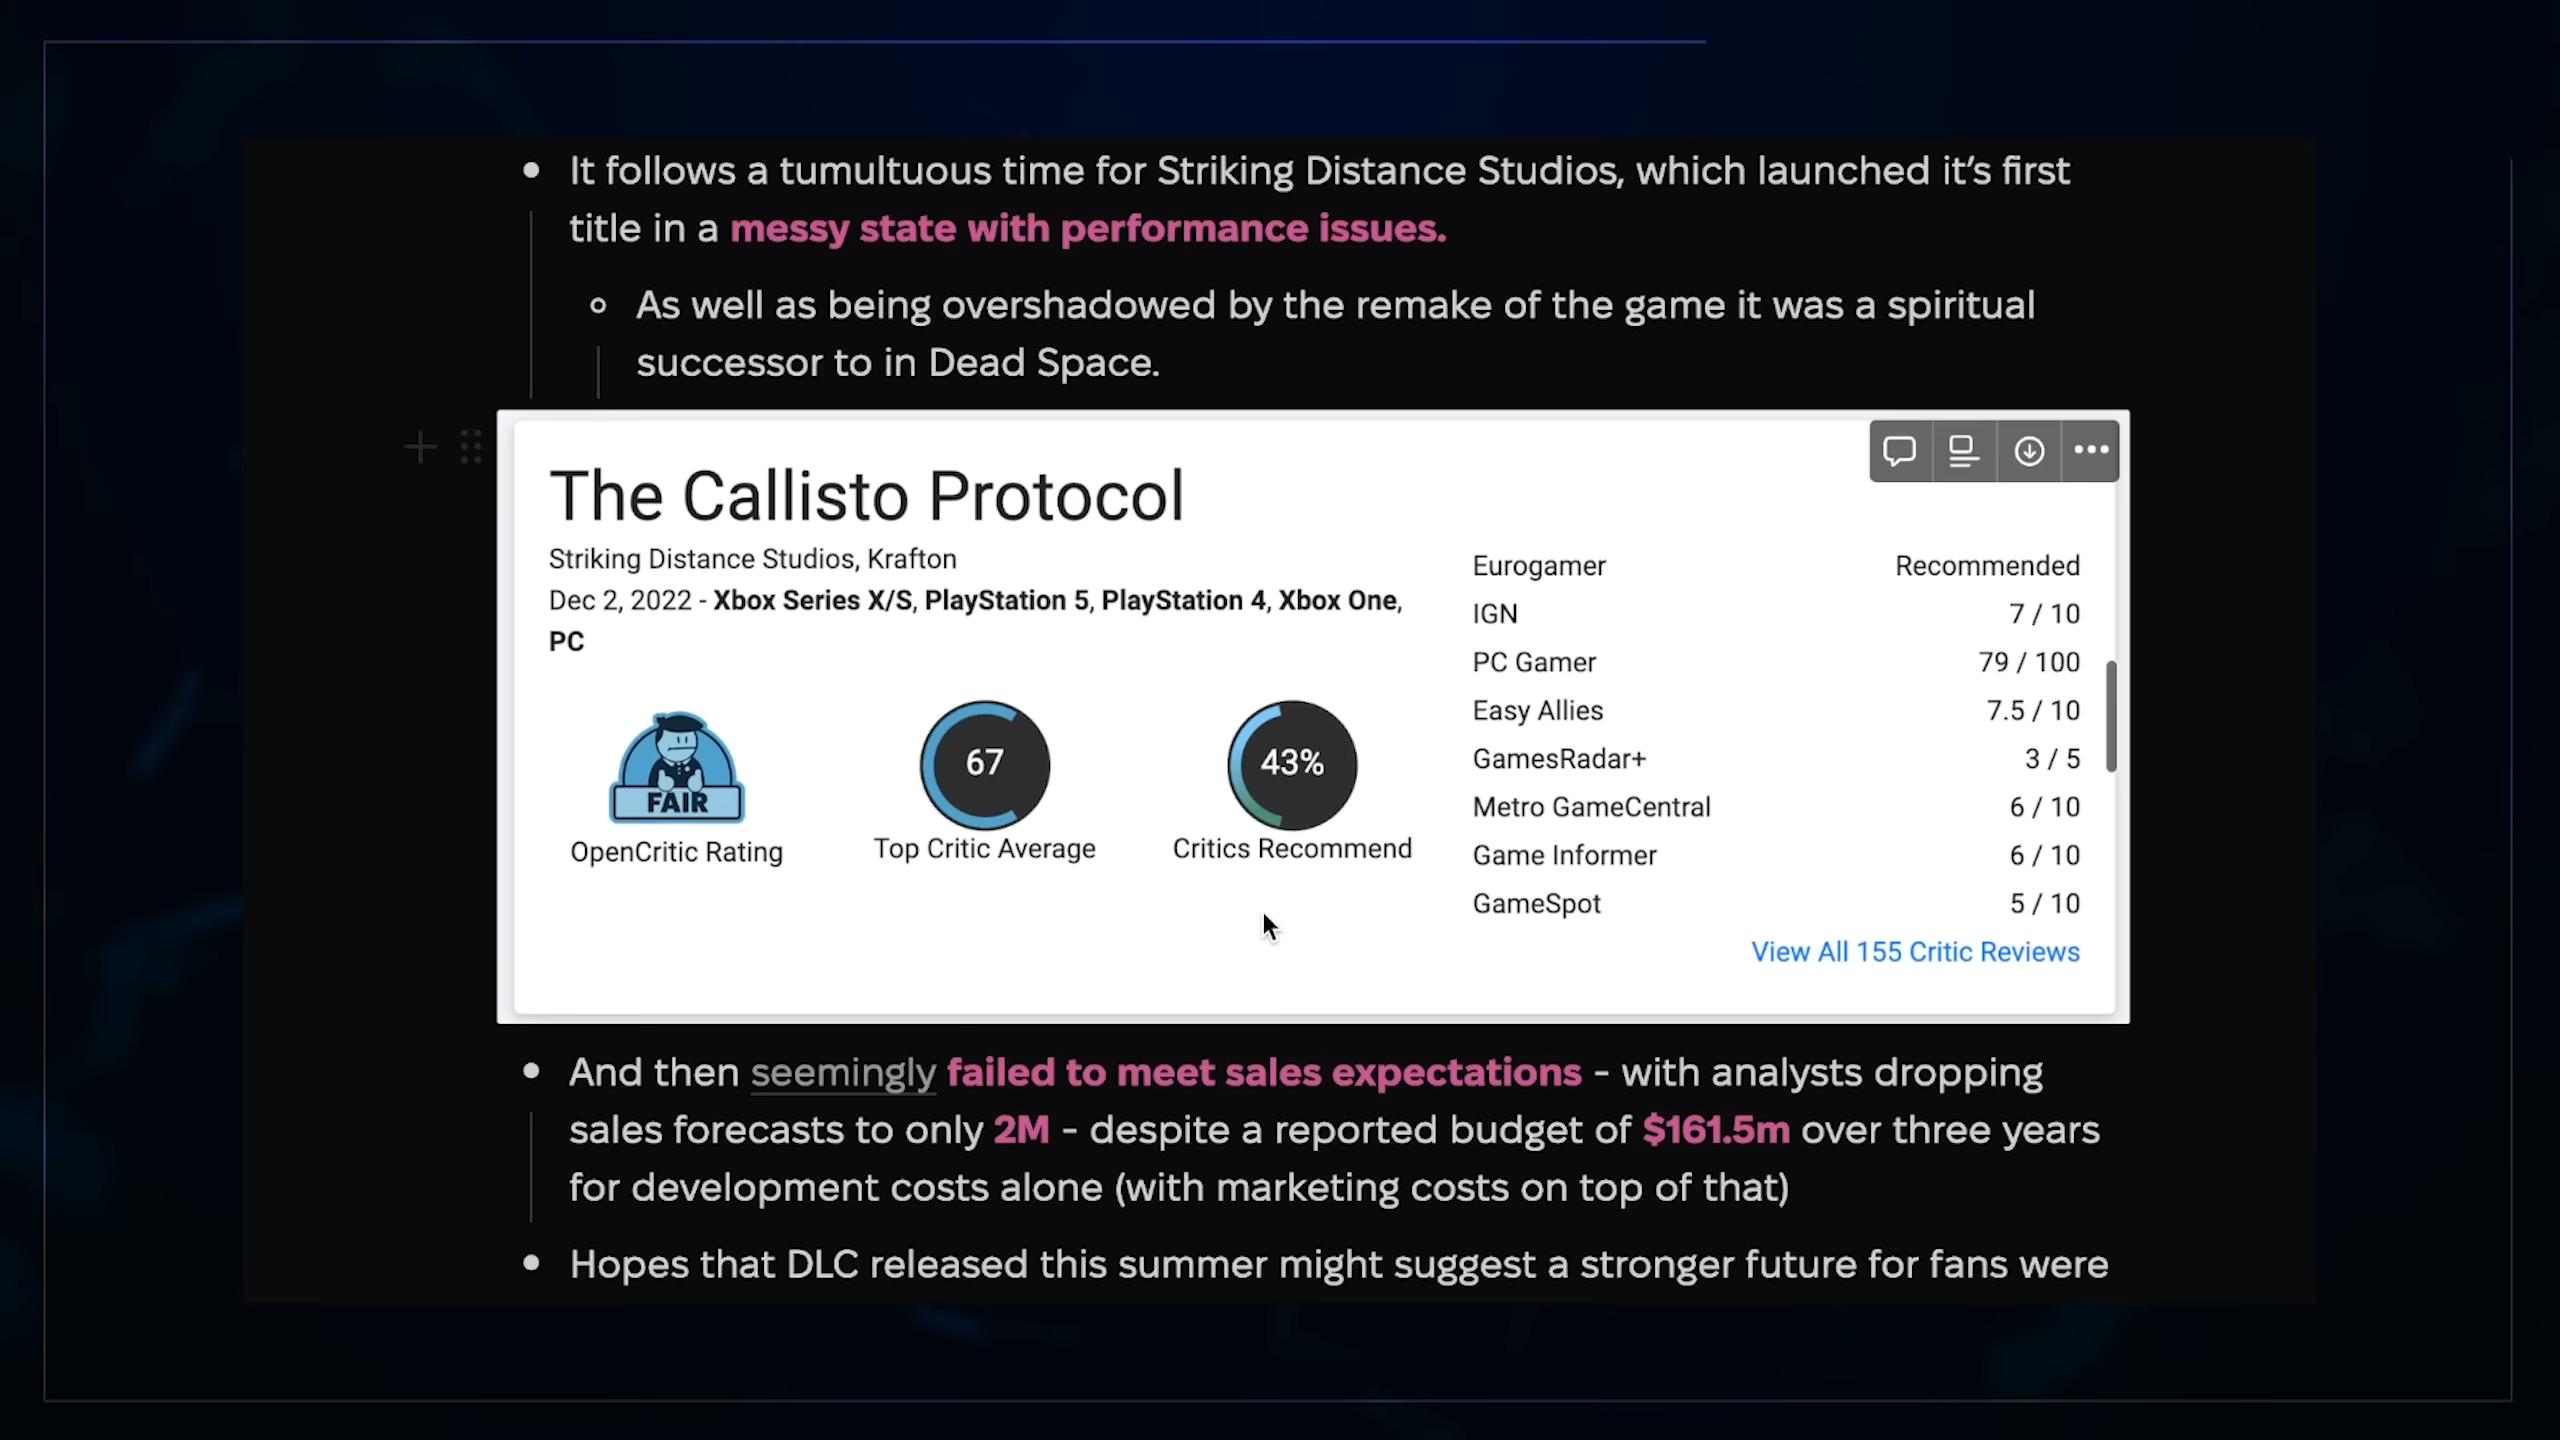 It follows a tumultuous time for Striking Distance Studios, which launched it's first
title in a messy state with performance issues.
As well as being overshadowed by the remake of the game it was a spiritual
successor to in Dead Space.
The Callisto Protocol
Striking Distance Studios, Krafton
Dec 2, 2022 - Xbox Series X/S, PlayStation 5, PlayStation 4, Xbox One,
PC
FAIR
OpenCritic Rating
67
Top Critic Average
43%
Critics Recommend
Eurogamer Recommended
IGN 7 / 10
PC Gamer 79 / 100
Easy Allies 7.5 / 10
GamesRadar+ 3 / 5
Metro GameCentral 6 / 10
Game Informer 6 / 10
GameSpot 5 / 10
View All 155 Critic Reviews
And then seemingly failed to meet sales expectations - with analysts dropping
sales forecasts to only 2M - despite a reported budget of $161.5m over three years
for development costs alone (with marketing costs on top of that)
Hopes that DLC released this summer might suggest a stronger future for fans were